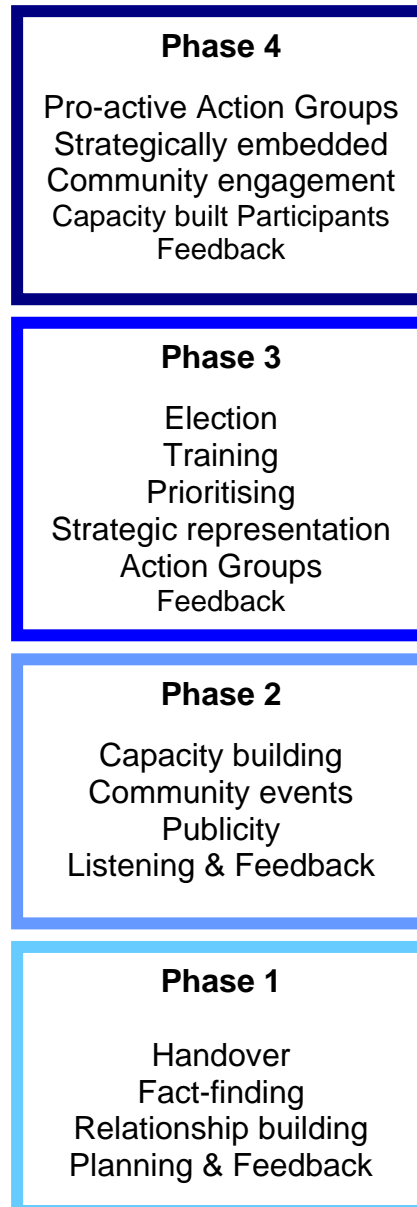 Phase 4
Pro-active Action Groups
Strategically embedded
Community engagement
Capacity built Participants
Feedback
Phase 3
Election
Training
Prioritising
Strategic representation
Action Groups
Feedback
Phase 2
Capacity building
Community events
Publicity
Listening & Feedback
Phase 1
Handover
Fact-finding
Relationship building
Planning & Feedback